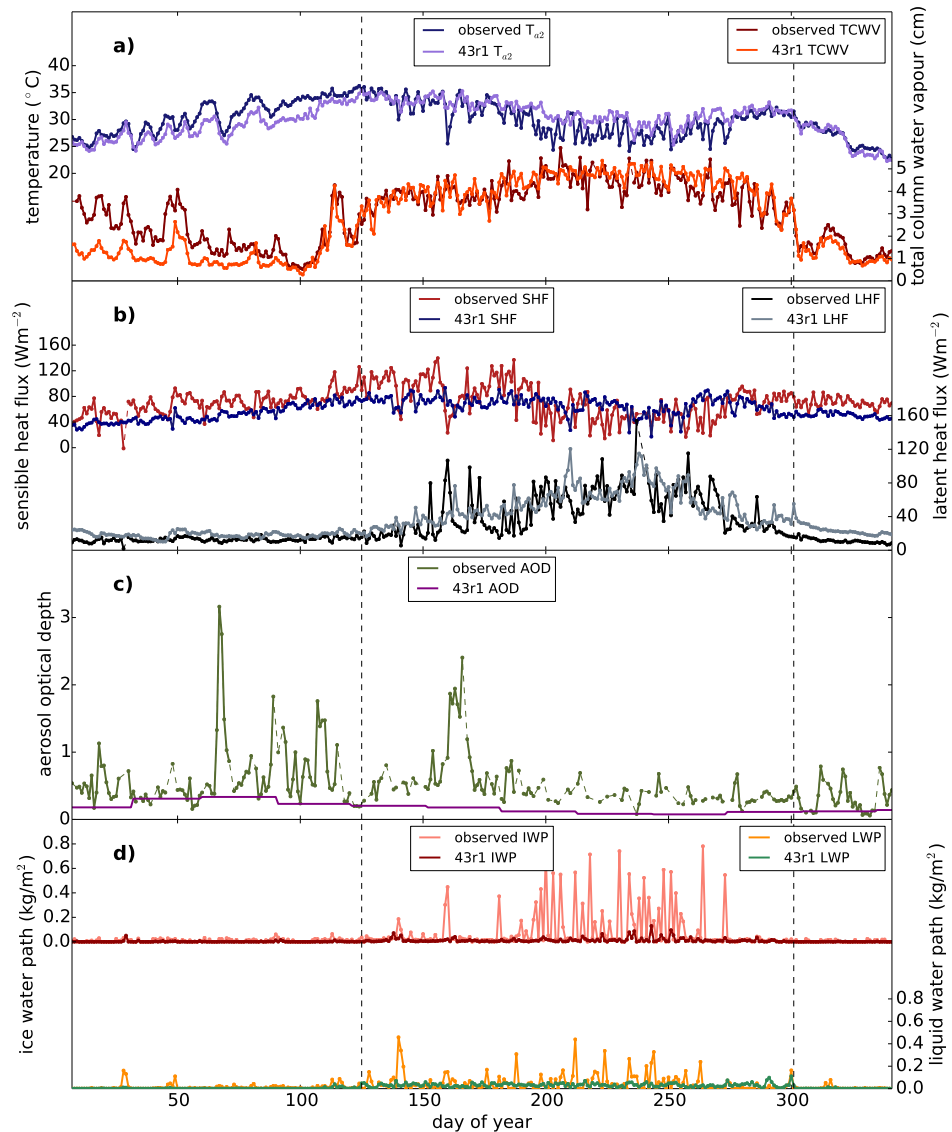 a)
observed T_{a2}
43r1 T_{a2}
observed TCWV
43r1 TCWV
temperature (°C)
40
35
30
25
20
total column water vapour (cm)
5
4
3
2
1
0
b)
observed SHF
43r1 SHF
observed LHF
43r1 LHF
sensible heat flux (Wm⁻²)
160
120
80
40
0
latent heat flux (Wm⁻²)
160
120
80
40
0
c)
observed AOD
43r1 AOD
aerosol optical depth
3
2
1
0
d)
observed IWP
43r1 IWP
observed LWP
43r1 LWP
ice water path (kg/m²)
0.8
0.6
0.4
0.2
0.0
liquid water path (kg/m²)
0.8
0.6
0.4
0.2
0.0
50 100 150 200 250 300
day of year